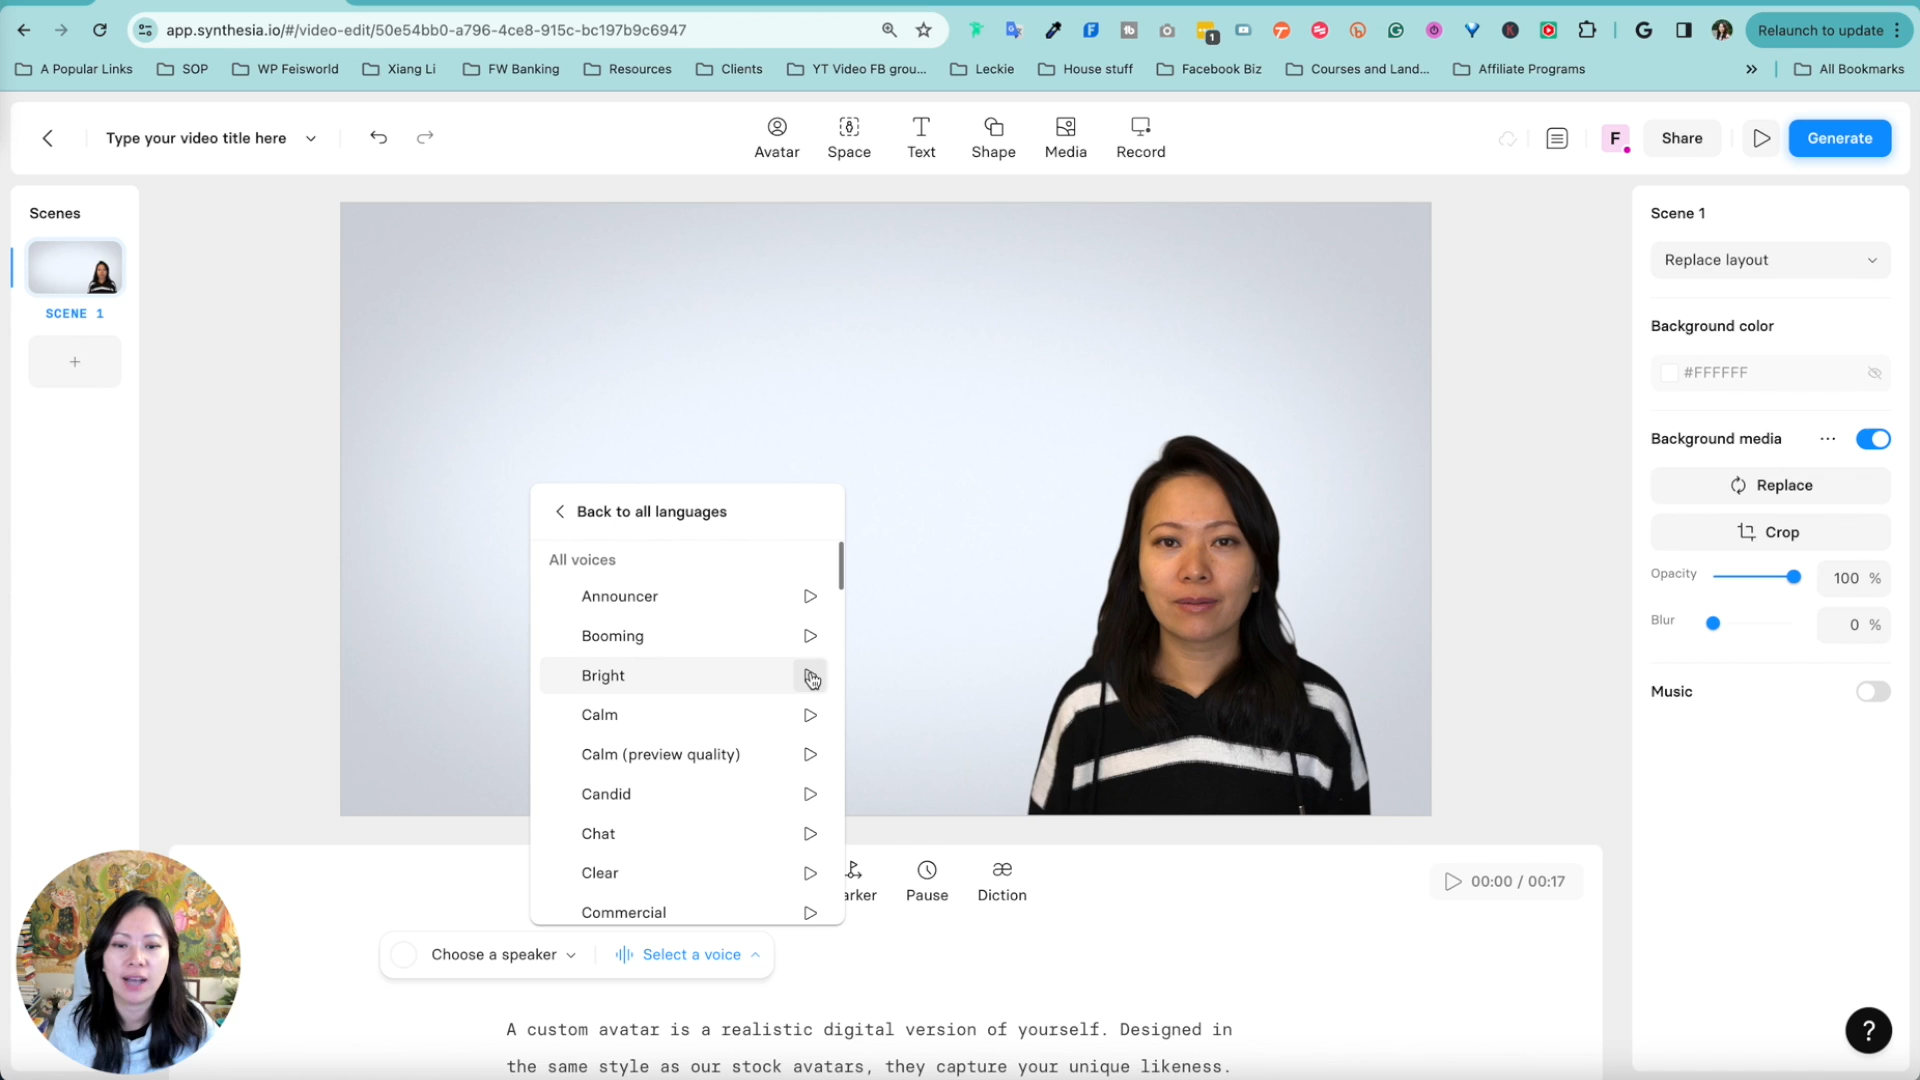 app.synthesia.io/#/video-edit/50e54bb0-a796-4ce8-915c-bc197b9c6947
1
Relaunch to update
A Popular Links
SOP
WP Feisworld
Xiang Li
FW Banking
Resources
Clients
YT Video FB grou...
Leckie
House stuff
Facebook Biz
Courses and Land...
Affiliate Programs
»
All Bookmarks
Type your video title here
Avatar
Space
Text
Shape
Media
Record
F
Share
Generate
Scenes
SCENE 1
+
Scene 1
Replace layout
Background color
#FFFFFF
Background media
Replace
Crop
Opacity
100 %
Blur
0 %
Music
Back to all languages
All voices
Announcer
Booming
Bright
Calm
Calm (preview quality)
Candid
Chat
Clear
Commercial
arker
Pause
Diction
00:00 / 00:17
Choose a speaker
Select a voice
A custom avatar is a realistic digital version of yourself. Designed in
the same style as our stock avatars, they capture your unique likeness.
?